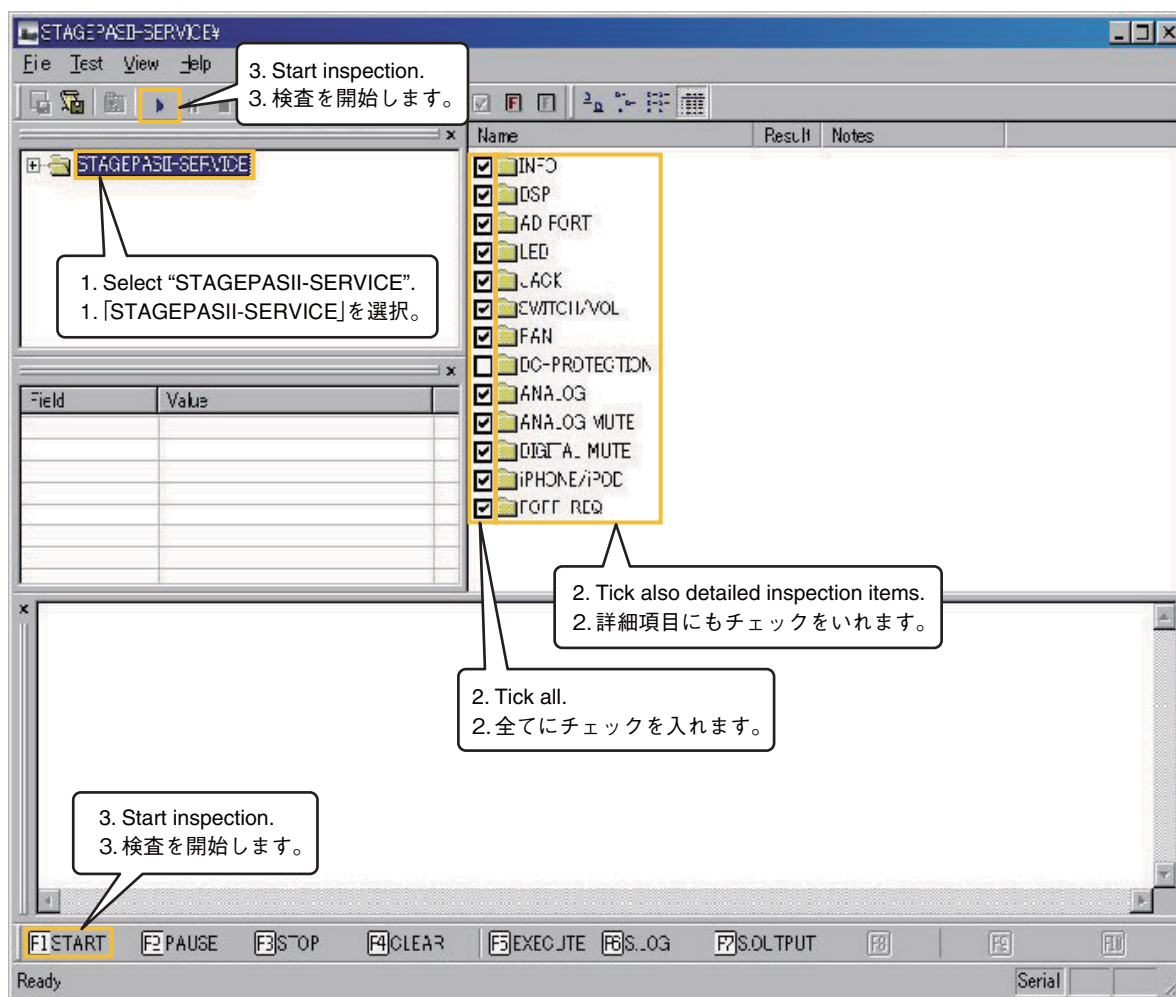 STAGEPASII-SERVICE¥
File Test View Help
3. Start inspection.
3. 検査を開始します。
Name Result Notes
STAGEPASII-SERVICE
INFO
DSP
AD PORT
LED
JACK
SWITCH/VOL
FAN
DC-PROTECTION
ANALOG
ANALOG MUTE
DIGITAL MUTE
iPHONE/iPOD
1. Select “STAGEPASII-SERVICE”.
1.「STAGEPASII-SERVICE」を選択。
Field Value
2. Tick also detailed inspection items.
2. 詳細項目にもチェックをいれます。
2. Tick all.
2. 全てにチェックを入れます。
3. Start inspection.
3. 検査を開始します。
F1 START F2 PAUSE F3 STOP F4 CLEAR F5 EXECUTE F6 S.LOG F7 S.OUTPUT F8 F9 F10
Ready Serial